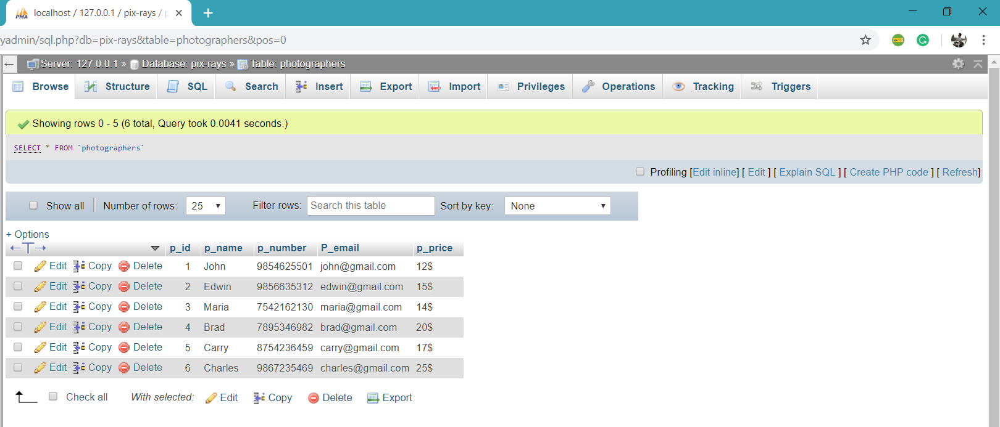 localhost / 127.0.0.1 / pix-rays / p
yadmin/sql.php?db=pix-rays&table=photographers&pos=0
Server: 127.0.0.1 » Database: pix-rays » Table: photographers
Browse Structure SQL Search Insert Export Import Privileges Operations Tracking Triggers
Showing rows 0 - 5 (6 total, Query took 0.0041 seconds.)
SELECT * FROM `photographers`
Profiling [Edit inline] [ Edit ] [ Explain SQL ] [ Create PHP code ] [ Refresh]
Show all Number of rows: 25 Filter rows: Search this table Sort by key: None
+ Options
p_id p_name p_number P_email p_price
Edit Copy Delete 1 John 9854625501 john@gmail.com 12$
Edit Copy Delete 2 Edwin 9856635312 edwin@gmail.com 15$
Edit Copy Delete 3 Maria 7542162130 maria@gmail.com 14$
Edit Copy Delete 4 Brad 7895346982 brad@gmail.com 20$
Edit Copy Delete 5 Carry 8754236459 carry@gmail.com 17$
Edit Copy Delete 6 Charles 9867235469 charles@gmail.com 25$
Check all With selected: Edit Copy Delete Export